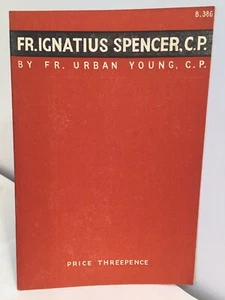 B.386
FR.IGNATIUS SPENCER, C.P.
BY FR. URBAN YOUNG, C.P.
PRICE THREEPENCE